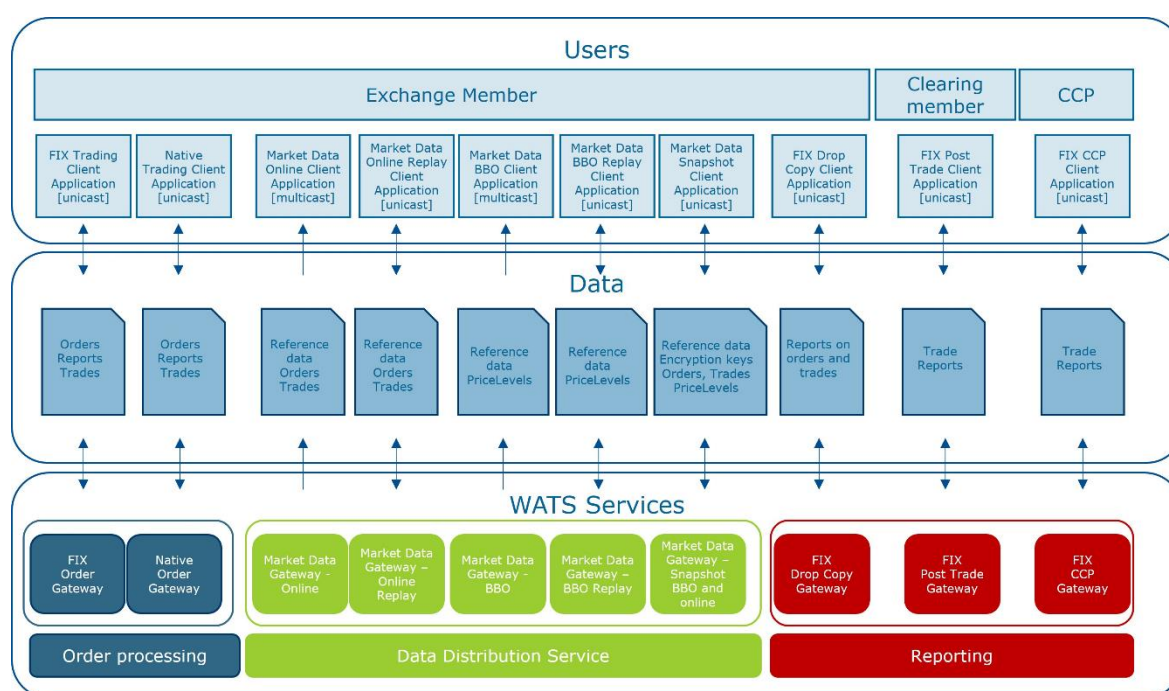 Users
Exchange Member
Clearing
member
CCP
FIX Trading
Client
Application
[unicast]
Native
Trading Client
Application
[unicast]
Market Data
Online Client
Application
[multicast]
Market Data
Online Replay
Client
Application
[unicast]
Market Data
BBO Client
Application
[multicast]
Market Data
BBO Replay
Client
Application
[unicast]
Market Data
Snapshot
Client
Application
[unicast]
FIX Drop
Copy Client
Application
[unicast]
FIX Post
Trade Client
Application
[unicast]
FIX CCP
Client
Application
[unicast]
Data
Orders
Reports
Trades
Orders
Reports
Trades
Reference
data
Orders
Trades
Reference
data
Orders
Trades
Reference
data
PriceLevels
Reference
data
PriceLevels
Reference data
Encryption keys
Orders, Trades
PriceLevels
Reports on
orders and
trades
Trade
Reports
Trade
Reports
WATS Services
FIX
Order
Gateway
Native
Order
Gateway
Market Data
Gateway -
Online
Market Data
Gateway –
Online
Replay
Market Data
Gateway -
BBO
Market Data
Gateway –
BBO Replay
Market Data
Gateway –
Snapshot
BBO and
online
FIX
Drop Copy
Gateway
FIX
Post Trade
Gateway
FIX
CCP
Gateway
Order processing
Data Distribution Service
Reporting